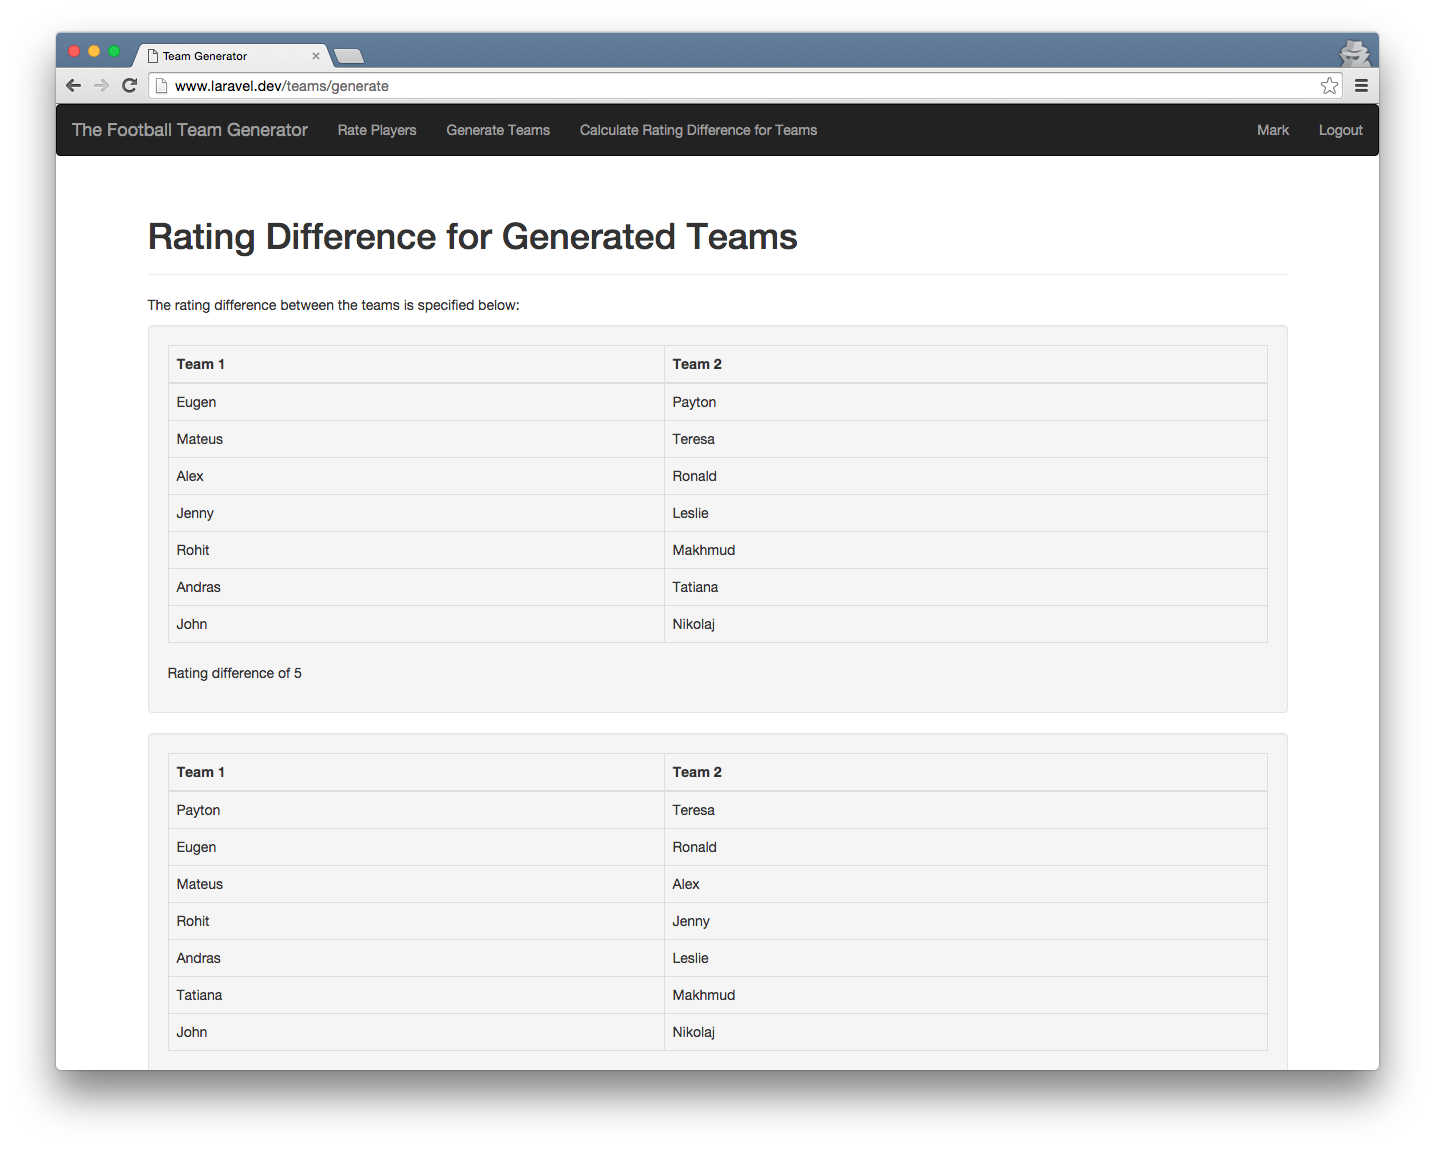 Team Generator
www.laravel.dev/teams/generate
The Football Team Generator Rate Players Generate Teams Calculate Rating Difference for Teams Mark Logout
Rating Difference for Generated Teams
The rating difference between the teams is specified below:
Team 1 Team 2
Eugen Payton
Mateus Teresa
Alex Ronald
Jenny Leslie
Rohit Makhmud
Andras Tatiana
John Nikolaj
Rating difference of 5
Team 1 Team 2
Payton Teresa
Eugen Ronald
Mateus Alex
Rohit Jenny
Andras Leslie
Tatiana Makhmud
John Nikolaj